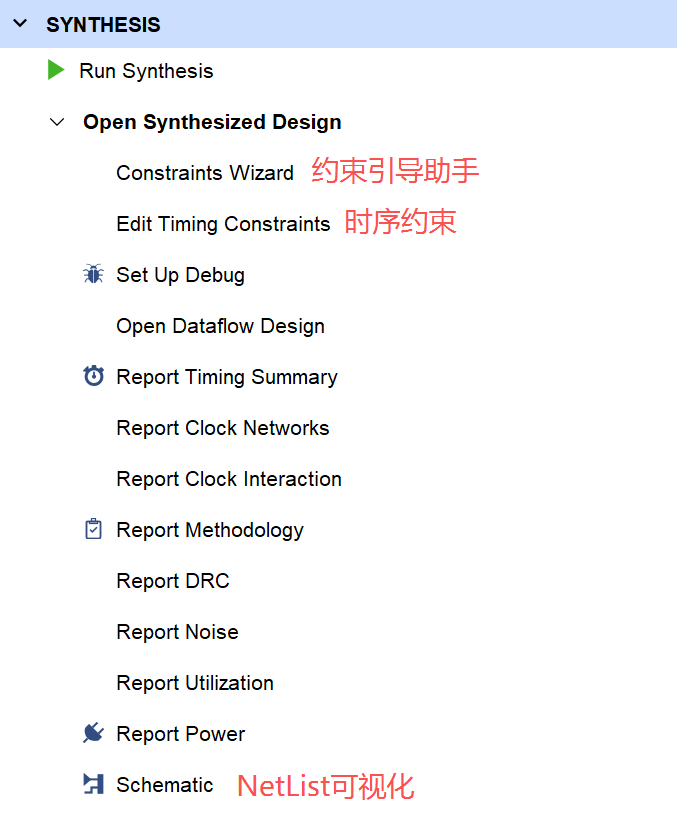 SYNTHESIS
Run Synthesis
Open Synthesized Design
Constraints Wizard 约束引导助手
Edit Timing Constraints 时序约束
Set Up Debug
Open Dataflow Design
Report Timing Summary
Report Clock Networks
Report Clock Interaction
Report Methodology
Report DRC
Report Noise
Report Utilization
Report Power
Schematic NetList可视化